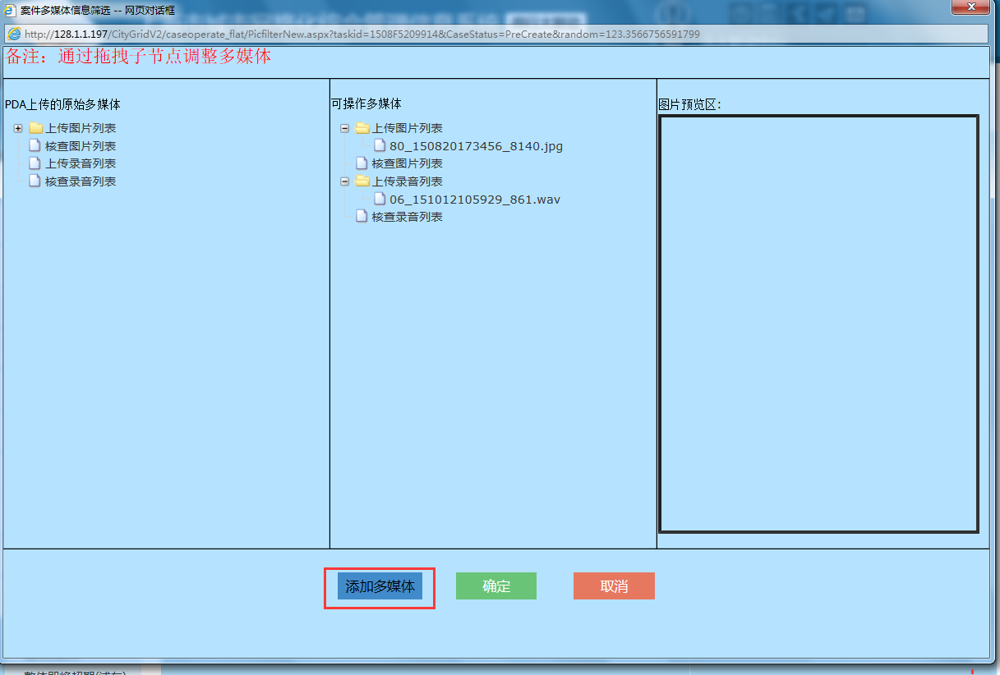 案件多媒体信息筛选 -- 网页对话框
http://128.1.1.197/CityGridV2/caseoperate_flat/PicfilterNew.aspx?taskid=1508F5209914&CaseStatus=PreCreate&random=123.3566756591799
备注：通过拖拽子节点调整多媒体
PDA上传的原始多媒体
上传图片列表
核查图片列表
上传录音列表
核查录音列表
可操作多媒体
上传图片列表
80_150820173456_8140.jpg
核查图片列表
上传录音列表
06_151012105929_861.wav
核查录音列表
图片预览区:
添加多媒体
确定
取消